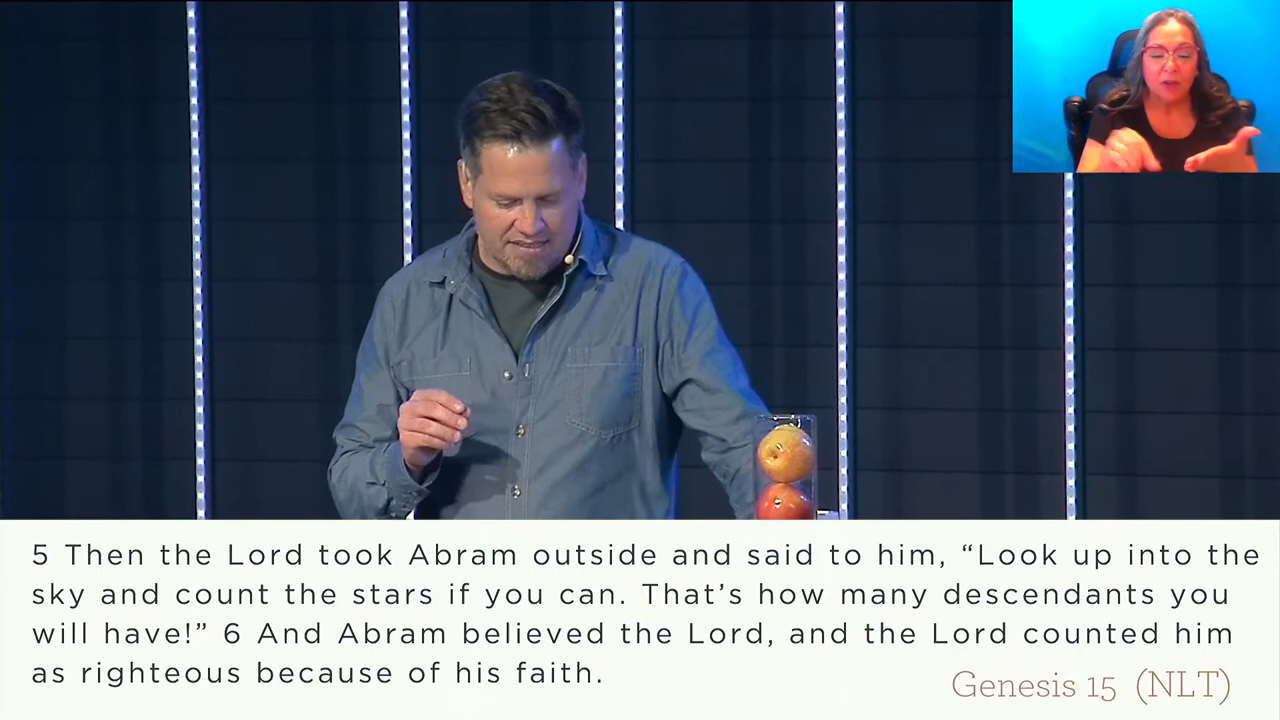 5 Then the Lord took Abram outside and said to him, “Look up into the
sky and count the stars if you can. That’s how many descendants you
will have!” 6 And Abram believed the Lord, and the Lord counted him
as righteous because of his faith.
Genesis 15 (NLT)